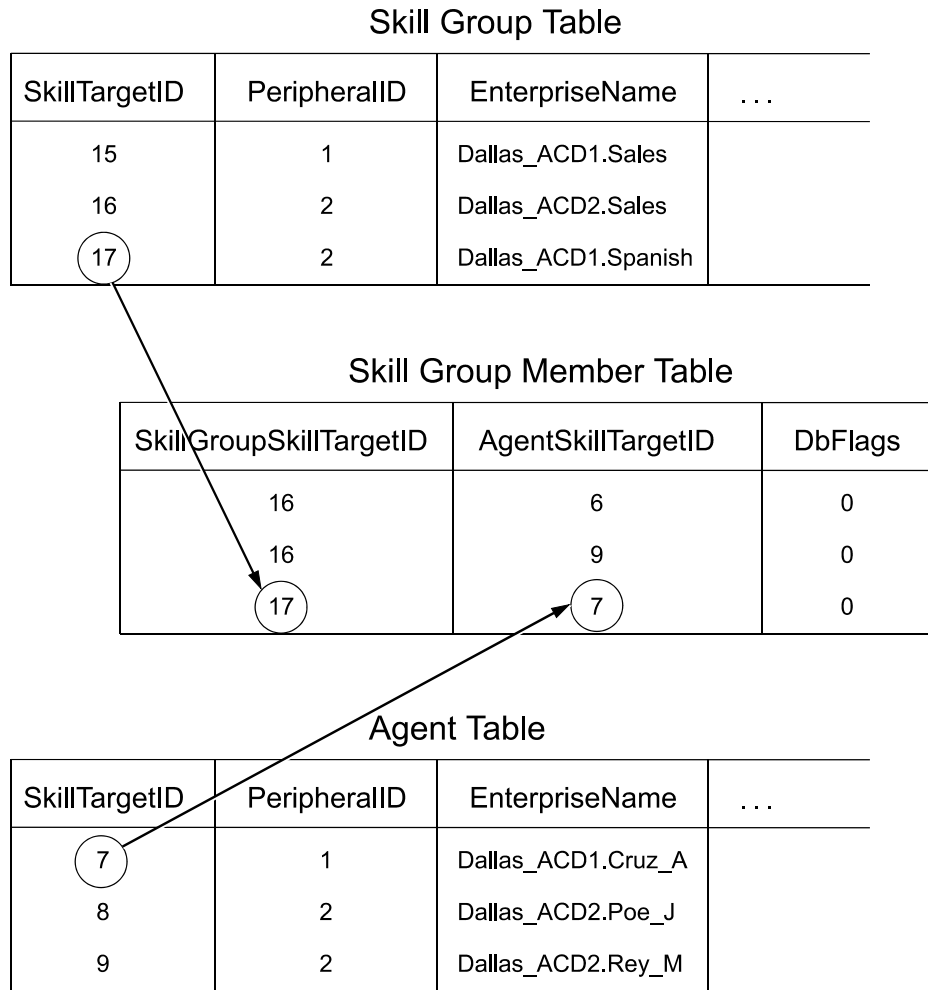 Skill Group Table
SkillTargetID PeripheralID EnterpriseName . . .
15 1 Dallas_ACD1.Sales
16 2 Dallas_ACD2.Sales
17 2 Dallas_ACD1.Spanish
Skill Group Member Table
SkillGroupSkillTargetID AgentSkillTargetID DbFlags
16 6 0
16 9 0
17 7 0
Agent Table
SkillTargetID PeripheralID EnterpriseName . . .
7 1 Dallas_ACD1.Cruz_A
8 2 Dallas_ACD2.Poe_J
9 2 Dallas_ACD2.Rey_M